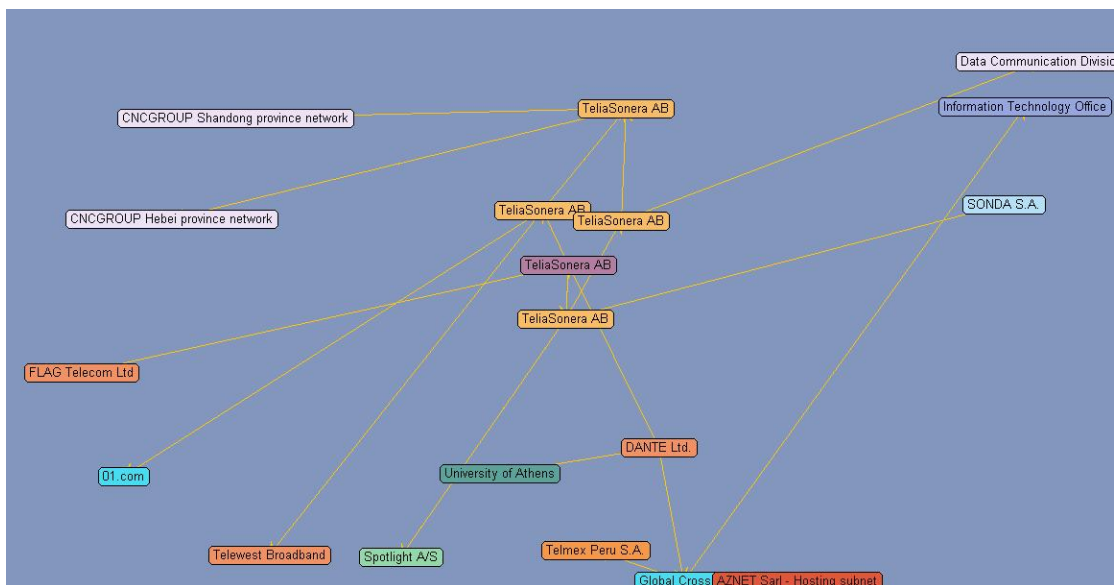 Data Communication Divisio
TeliaSonera AB
Information Technology Office
CNCGROUP Shandong province network
TeliaSonera AB
SONDA S.A.
CNCGROUP Hebei province network
TeliaSonera AB
TeliaSonera AB
TeliaSonera AB
FLAG Telecom Ltd
DANTE Ltd.
01.com
University of Athens
Telewest Broadband
Spotlight A/S
Telmex Peru S.A.
Global Cross
AZNET Sarl - Hosting subnet